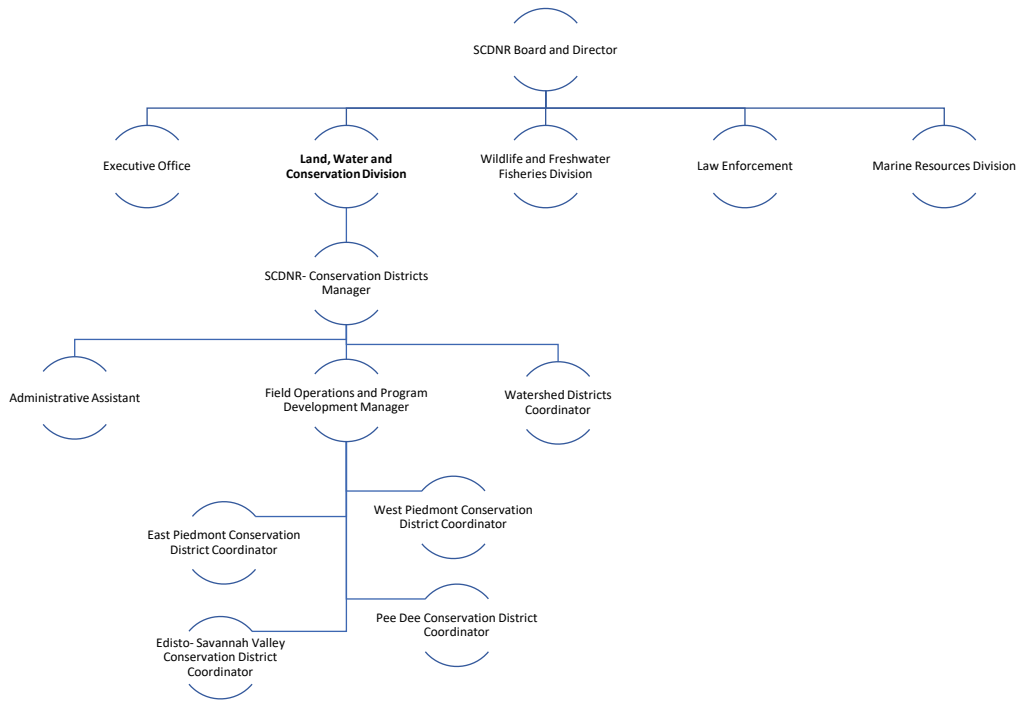 SCDNR Board and Director
Executive Office
Land, Water and
Conservation Division
Wildlife and Freshwater
Fisheries Division
Law Enforcement
Marine Resources Division
SCDNR- Conservation Districts
Manager
Administrative Assistant
Field Operations and Program
Development Manager
Watershed Districts
Coordinator
West Piedmont Conservation
District Coordinator
East Piedmont Conservation
District Coordinator
Pee Dee Conservation District
Coordinator
Edisto- Savannah Valley
Conservation District
Coordinator